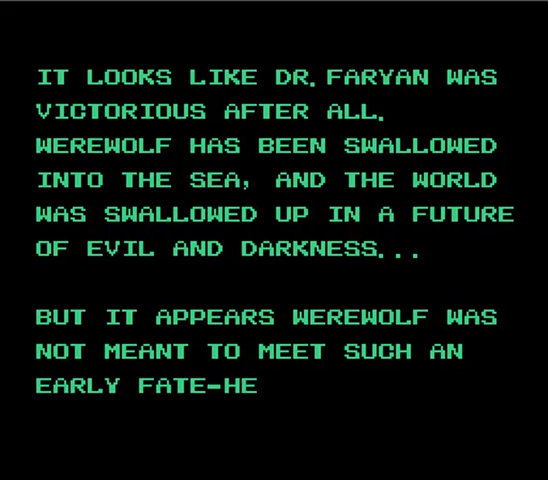 IT LOOKS LIKE DR.FARYAN WAS
VICTORIOUS AFTER ALL.
WEREWOLF HAS BEEN SWALLOWED
INTO THE SEA, AND THE WORLD
WAS SWALLOWED UP IN A FUTURE
OF EVIL AND DARKNESS...
BUT IT APPEARS WEREWOLF WAS
NOT MEANT TO MEET SUCH AN
EARLY FATE-HE